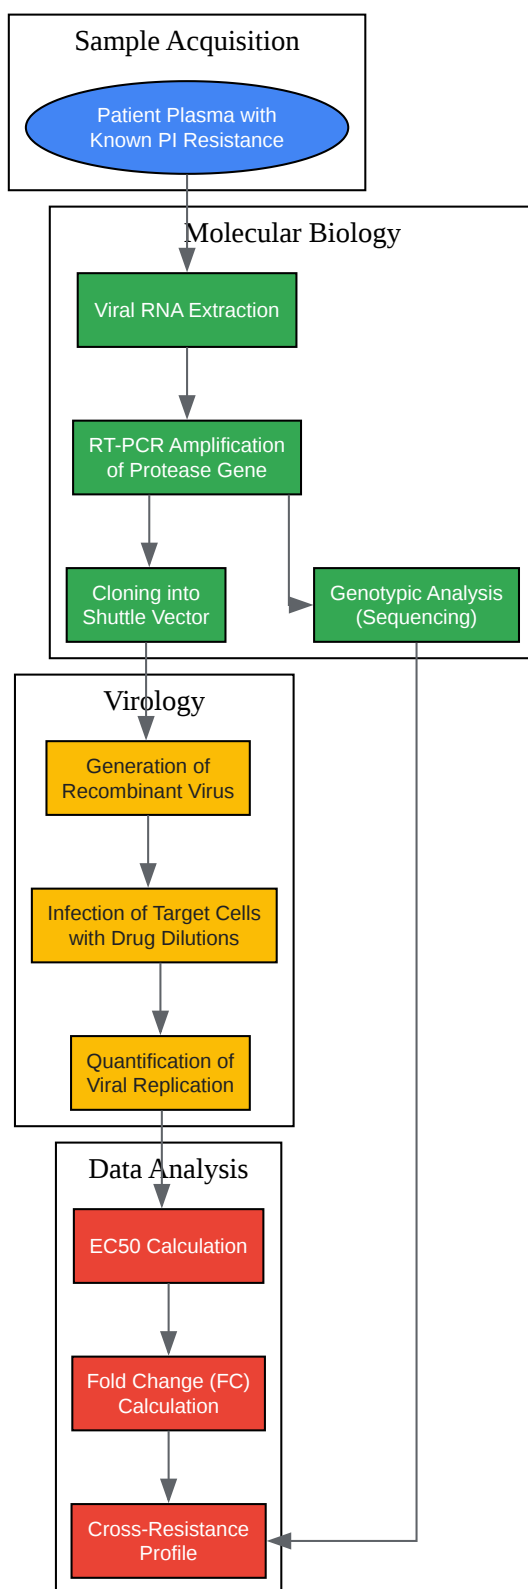 Sample Acquisition
Patient Plasma with
Known PI Resistance
Molecular Biology
Viral RNA Extraction
RT-PCR Amplification
of Protease Gene
Cloning into
Shuttle Vector
Genotypic Analysis
(Sequencing)
Virology
Generation of
Recombinant Virus
Infection of Target Cells
with Drug Dilutions
Quantification of
Viral Replication
Data Analysis
EC50 Calculation
Fold Change (FC)
Calculation
Cross-Resistance
Profile